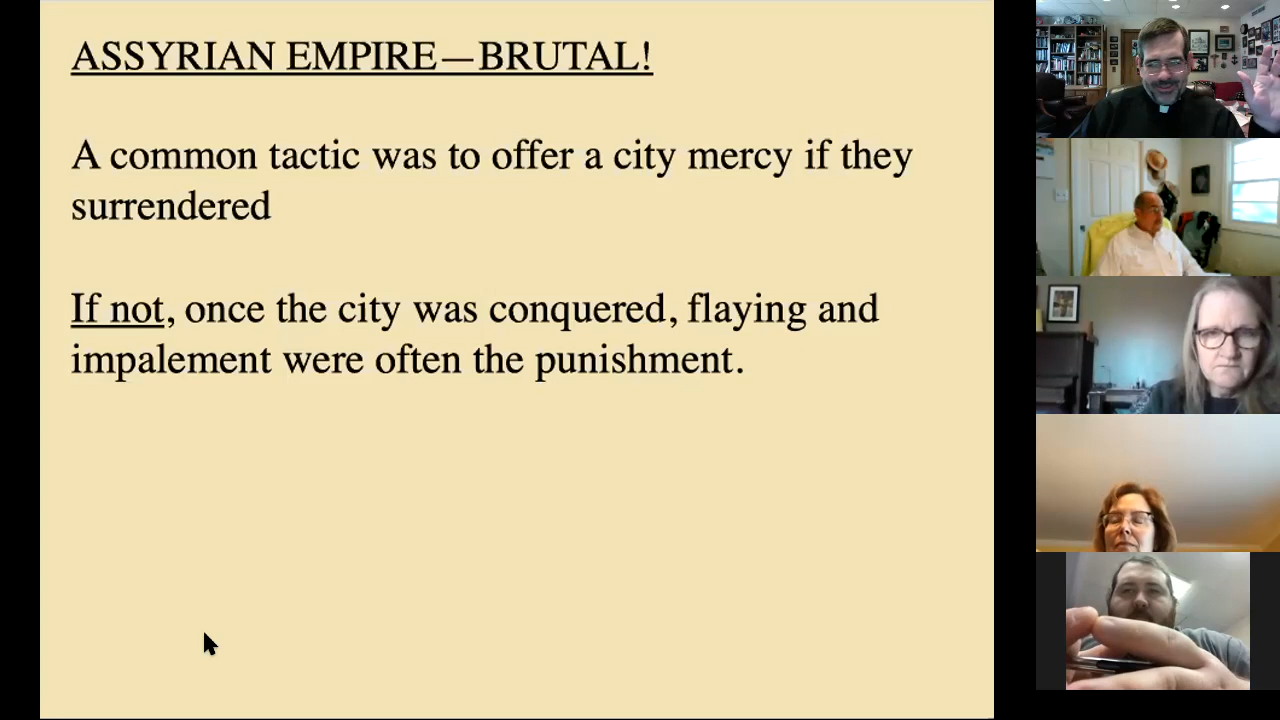 ASSYRIAN EMPIRE—BRUTAL!
A common tactic was to offer a city mercy if they
surrendered
If not, once the city was conquered, flaying and
impalement were often the punishment.